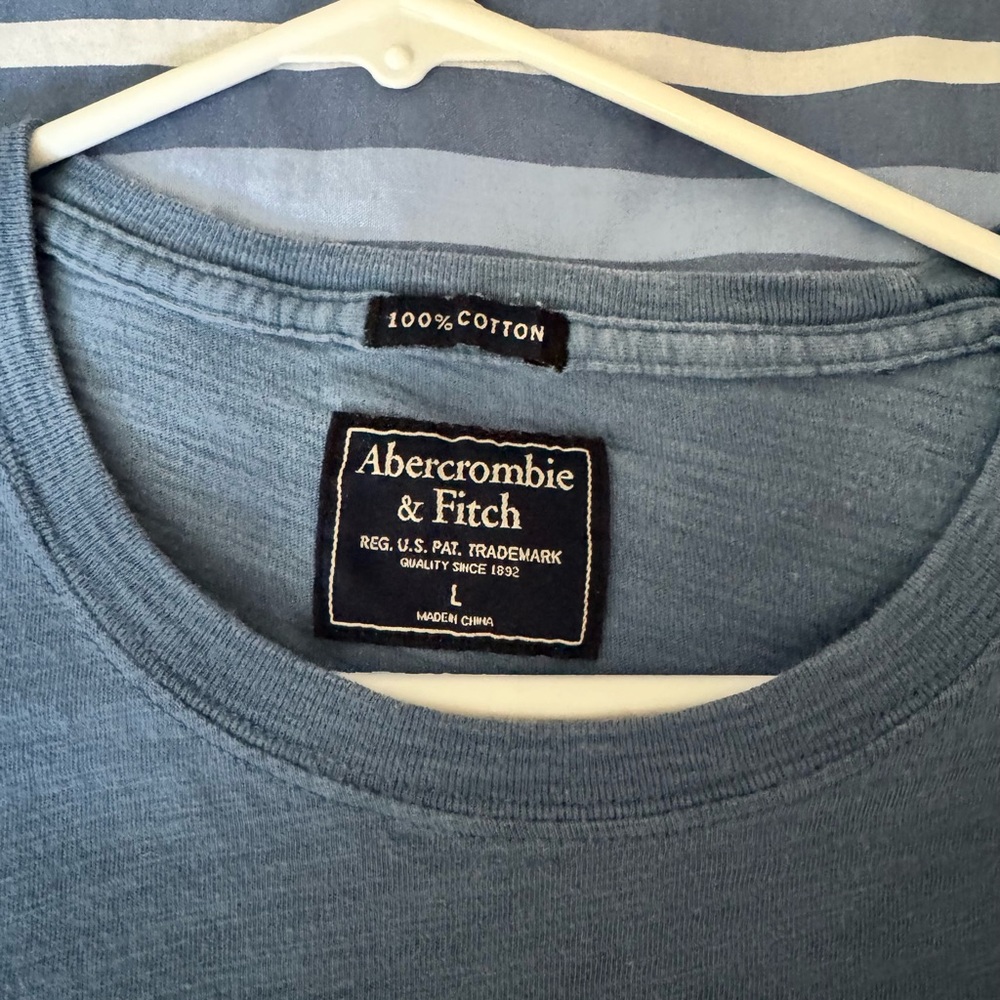 100% COTTON
Abercrombie
& Fitch
REG. U.S. PAT. TRADEMARK
QUALITY SINCE 1892
L
MADE IN CHINA